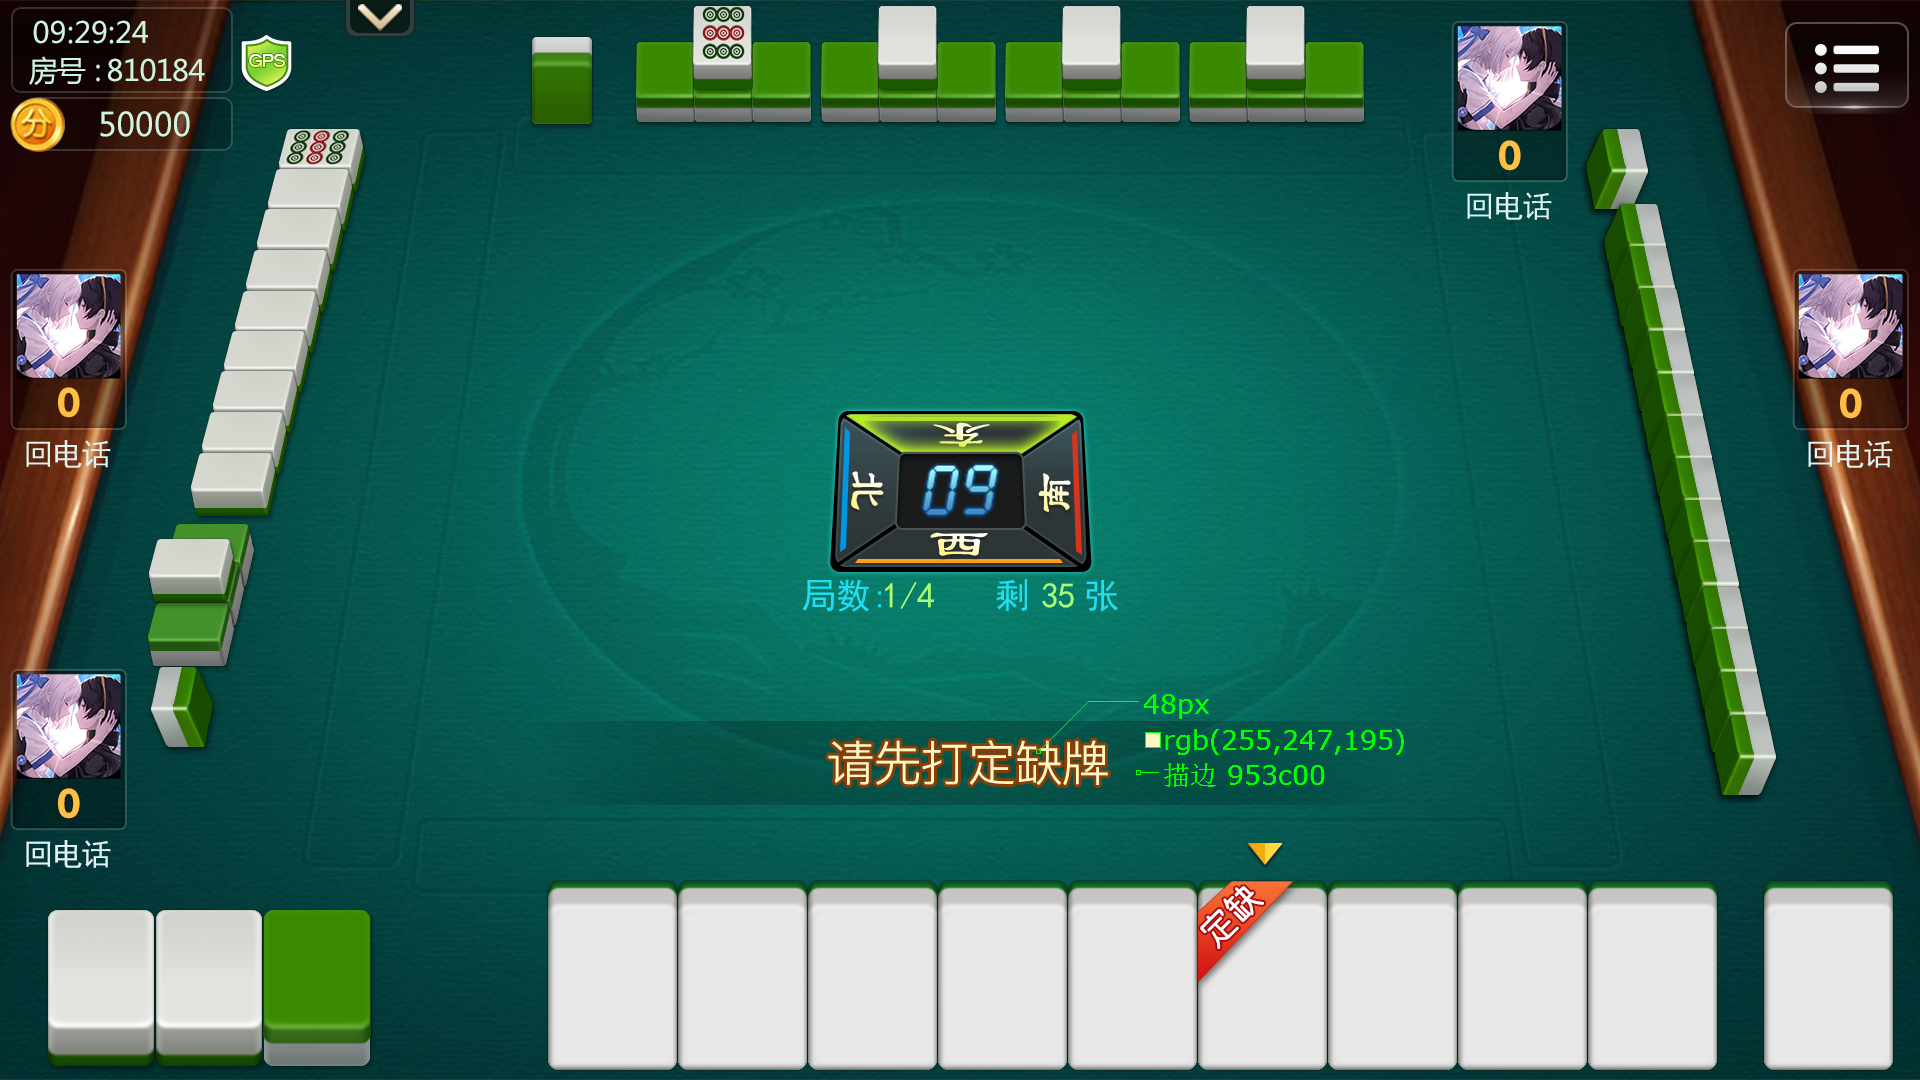 09:29:24
房号 : 810184
GPS
分
50000
0
回电话
0
回电话
0
回电话
东
北
09
南
西
局数 :1/4
剩 35 张
48px
rgb(255,247,195)
请先打定缺牌
描边 953c00
0
回电话
定缺